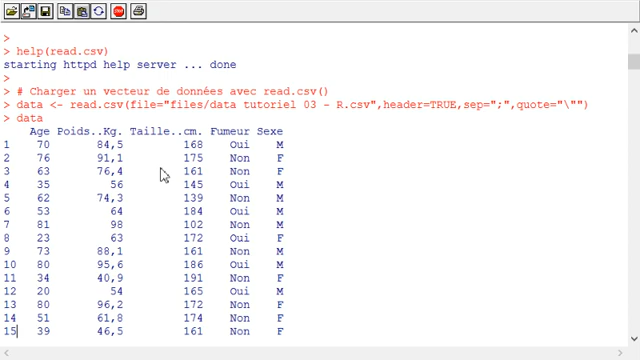 >
> help(read.csv)
starting httpd help server ... done
>
> # Charger un vecteur de données avec read.csv()
> data <- read.csv(file="files/data tutoriel 03 - R.csv",header=TRUE,sep=";",quote="\"")
> data
Age Poids..Kg. Taille..cm. Fumeur Sexe
1 70 84,5 168 Oui M
2 76 91,1 175 Non F
3 63 76,4 161 Non F
4 35 56 145 Oui M
5 62 74,3 139 Non M
6 53 64 184 Oui M
7 81 98 102 Non M
8 23 63 172 Oui F
9 73 88,1 161 Non M
10 80 95,6 186 Oui M
11 34 40,9 191 Non F
12 20 54 165 Oui M
13 80 96,2 172 Non F
14 51 61,8 174 Non F
15 39 46,5 161 Non F